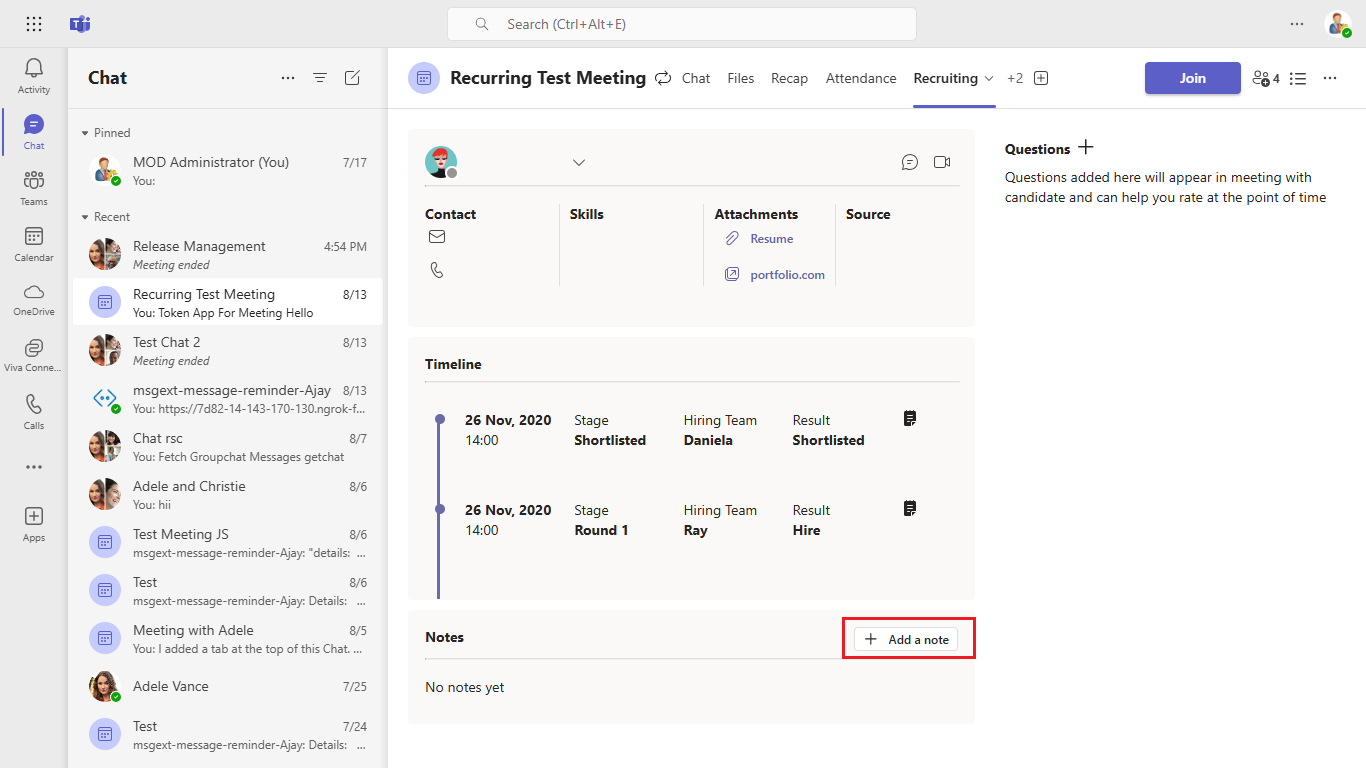 Search (Ctrl+Alt+E)
Activity
Chat
Teams
Calendar
OneDrive
Viva Conne...
Calls
Apps
Chat
Pinned
MOD Administrator (You) 7/17
You:
Recent
Release Management 4:54 PM
Meeting ended
Recurring Test Meeting 8/13
You: Token App For Meeting Hello
Test Chat 2 8/13
Meeting ended
msgext-message-reminder-Ajay 8/13
You: https://7d82-14-143-170-130.ngrok-f...
Chat rsc 8/7
You: Fetch Groupchat Messages getchat
Adele and Christie 8/6
You: hii
Test Meeting JS 8/6
msgext-message-reminder-Ajay: "details: ...
Test 8/6
msgext-message-reminder-Ajay: Details: ...
Meeting with Adele 8/5
You: I added a tab at the top of this Chat. ...
Adele Vance 7/25
Test 7/24
msgext-message-reminder-Ajay: Details: ...
Recurring Test Meeting Chat Files Recap Attendance Recruiting +2 Join 4
Contact Skills Attachments Source
Resume
portfolio.com
Timeline
26 Nov, 2020 Stage Hiring Team Result
14:00 Shortlisted Daniela Shortlisted
26 Nov, 2020 Stage Hiring Team Result
14:00 Round 1 Ray Hire
Notes Add a note
No notes yet
Questions
Questions added here will appear in meeting with
candidate and can help you rate at the point of time